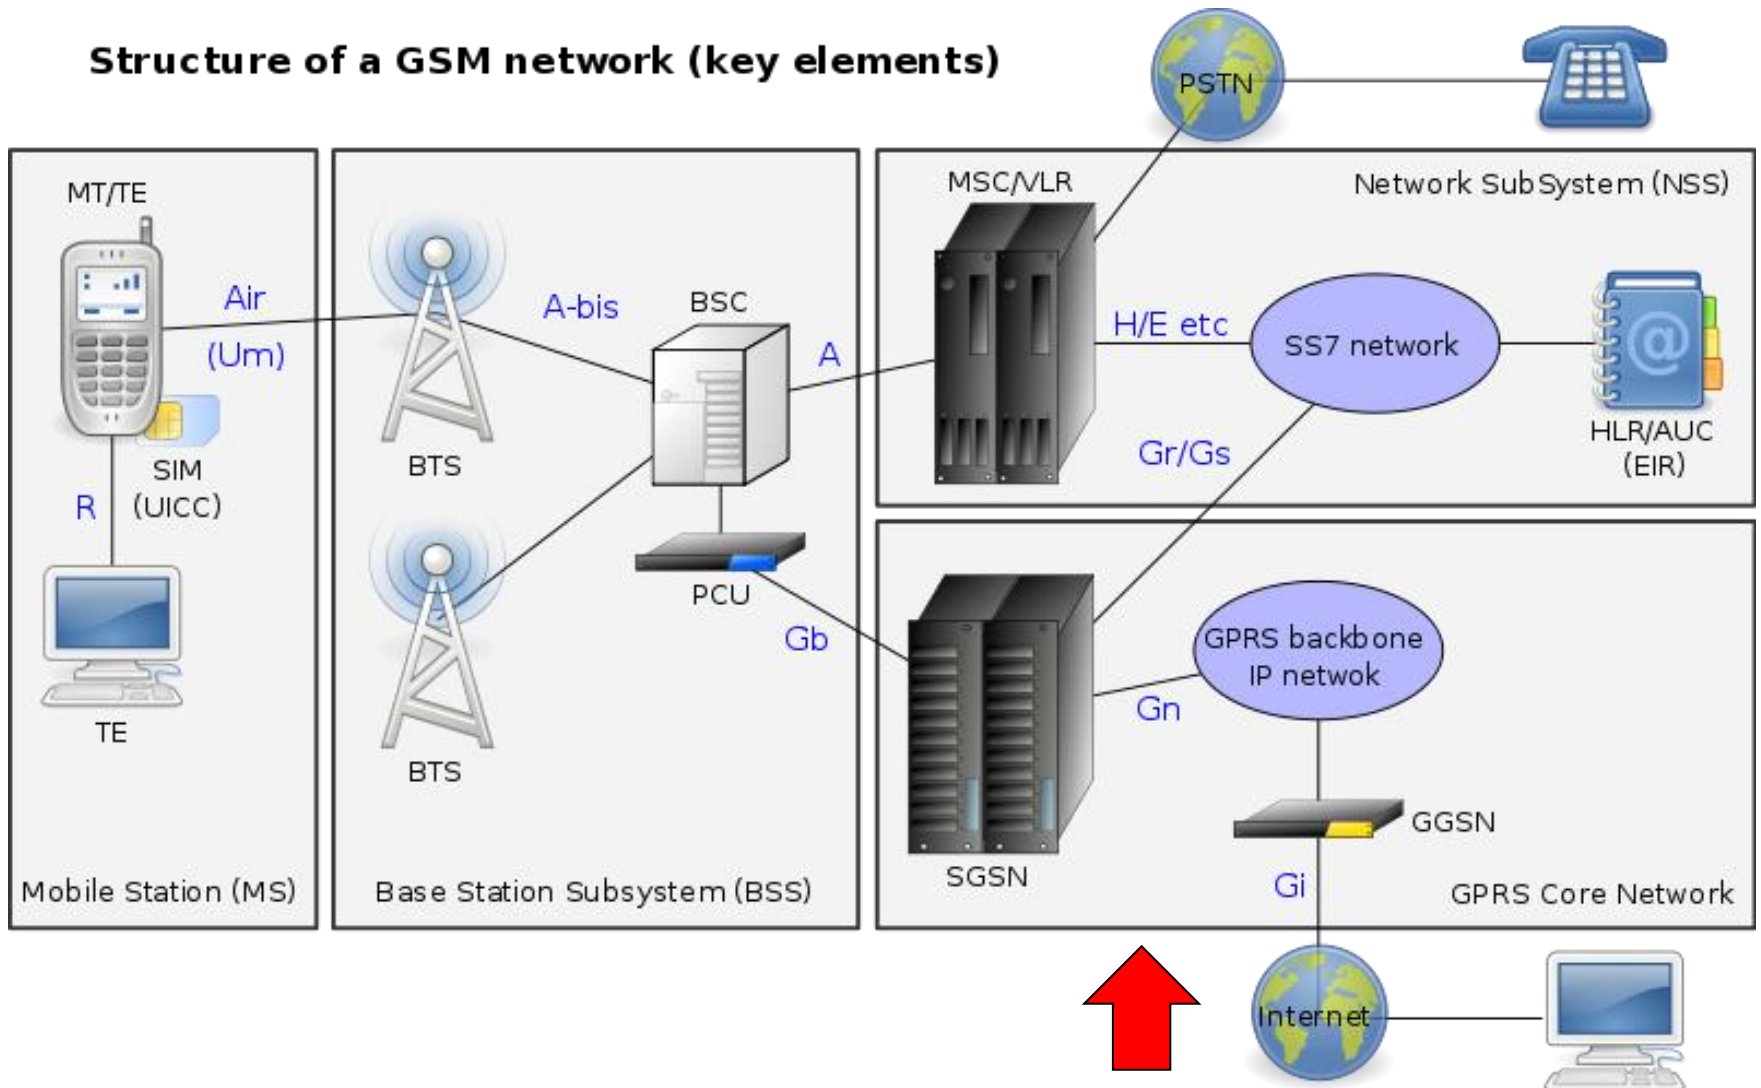 Structure of a GSM network (key elements)
PSTN
MT/TE
Air
(Um)
SIM
(UICC)
R
TE
Mobile Station (MS)
BTS
A-bis
BSC
BTS
PCU
Gb
Base Station Subsystem (BSS)
A
MSC/VLR
Network SubSystem (NSS)
H/E etc
SS7 network
HLR/AUC
(EIR)
Gr/Gs
SGSN
Gn
GPRS backbone
IP netwok
GGSN
Gi
GPRS Core Network
Internet